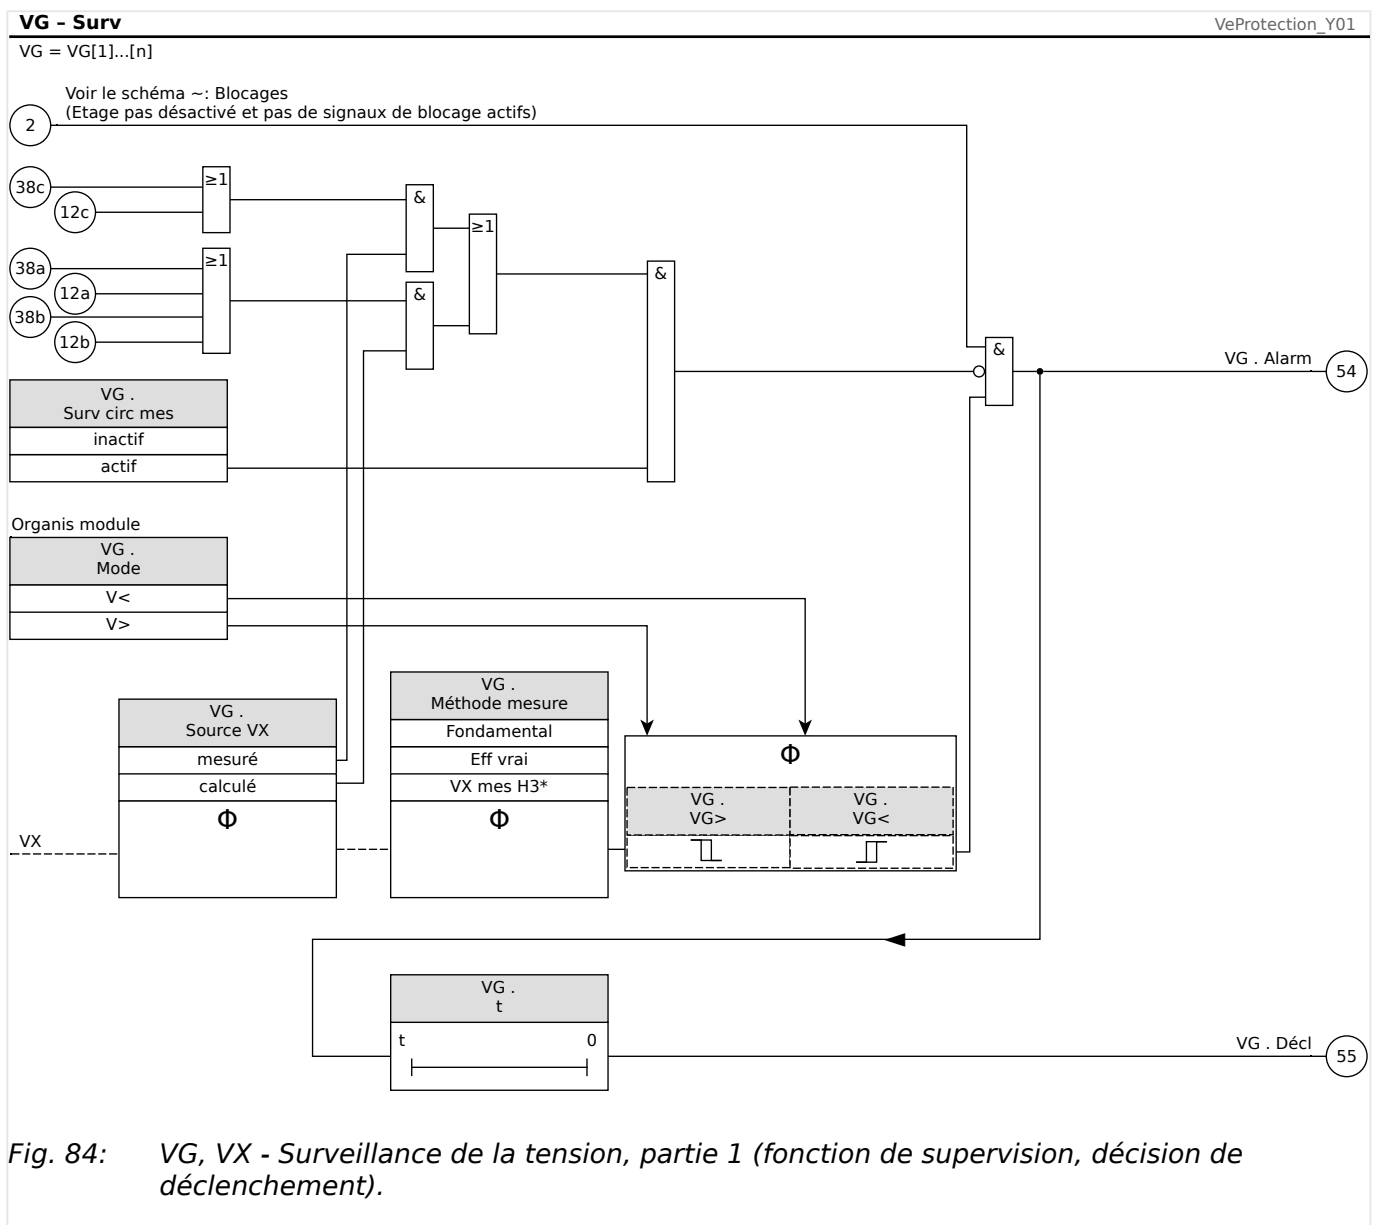 VG – Surv
VeProtection_Y01
VG = VG[1]...[n]
Voir le schéma ~: Blocages
(Etage pas désactivé et pas de signaux de blocage actifs)
2
38c
12c
≥1
&
≥1
38a
12a
38b
12b
≥1
&
&
&
VG . Alarm
54
VG .
Surv circ mes
inactif
actif
Organis module
VG .
Mode
V<
V>
VG .
Source VX
mesuré
calculé
Φ
VX
VG .
Méthode mesure
Fondamental
Eff vrai
VX mes H3*
Φ
Φ
VG .
VG>
VG .
VG<
VG .
t
t
0
VG . Décl
55
Fig. 84: VG, VX - Surveillance de la tension, partie 1 (fonction de supervision, décision de
déclenchement).